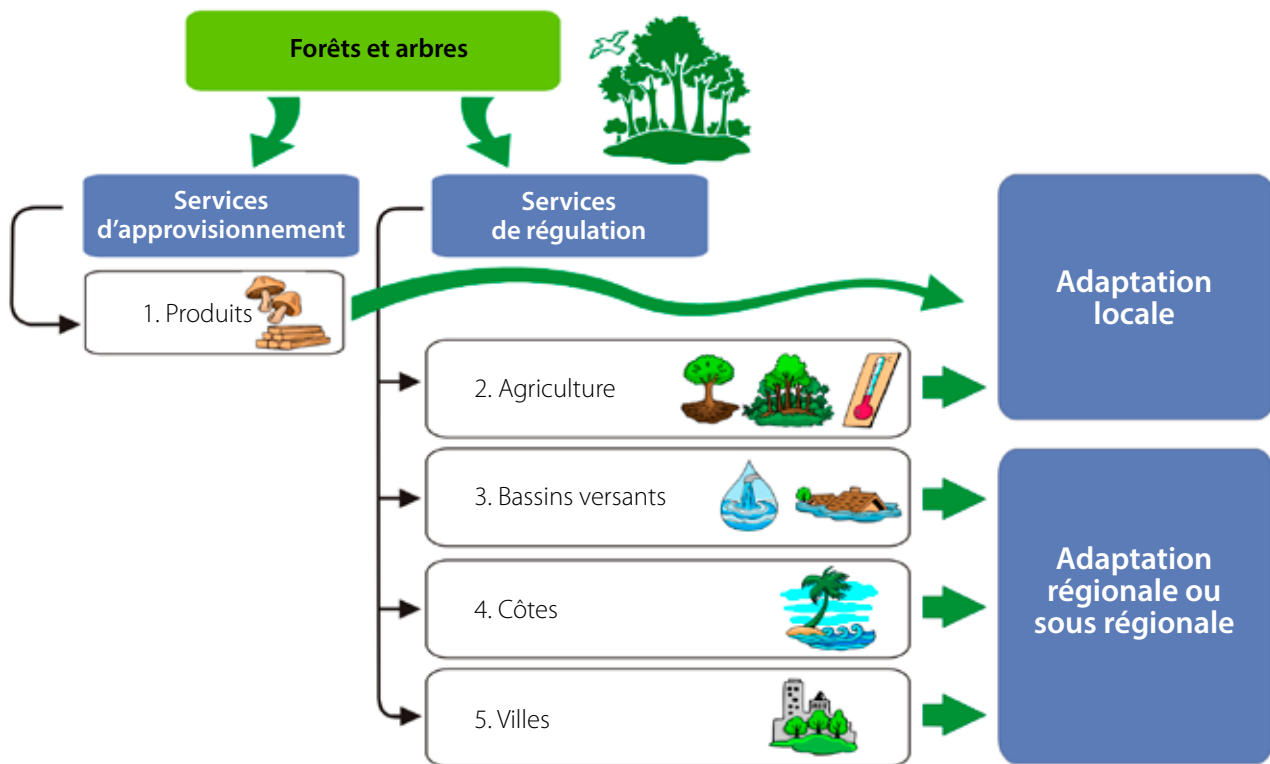 Forêts et arbres
Services
d'approvisionnement
Services
de régulation
1. Produits
Adaptation
locale
2. Agriculture
3. Bassins versants
4. Côtes
5. Villes
Adaptation
régionale ou
sous régionale